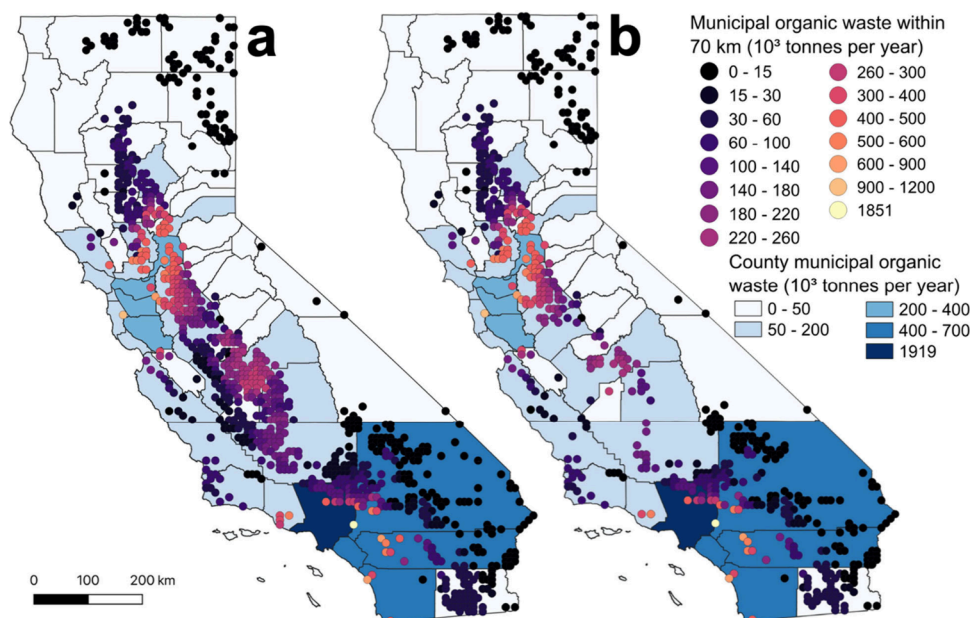 a
b
Municipal organic waste within
70 km (10³ tonnes per year)
0 - 15
15 - 30
30 - 60
60 - 100
100 - 140
140 - 180
180 - 220
220 - 260
260 - 300
300 - 400
400 - 500
500 - 600
600 - 900
900 - 1200
1851
County municipal organic
waste (10³ tonnes per year)
0 - 50
50 - 200
200 - 400
400 - 700
1919
0 100 200 km